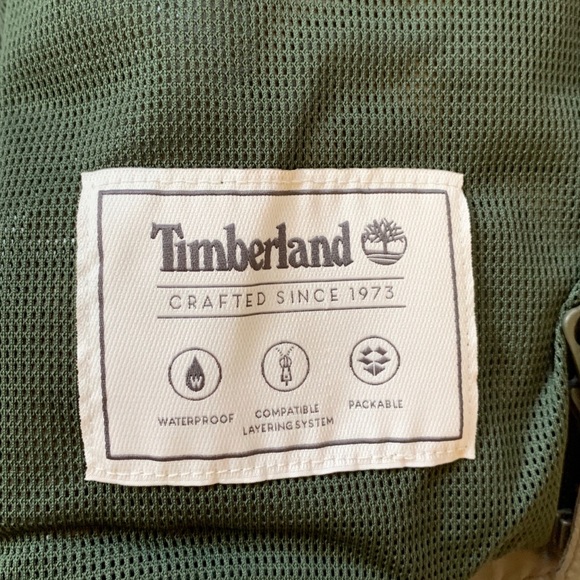 Timberland
CRAFTED SINCE 1973
W
WATERPROOF
COMPATIBLE
LAYERING SYSTEM
PACKABLE